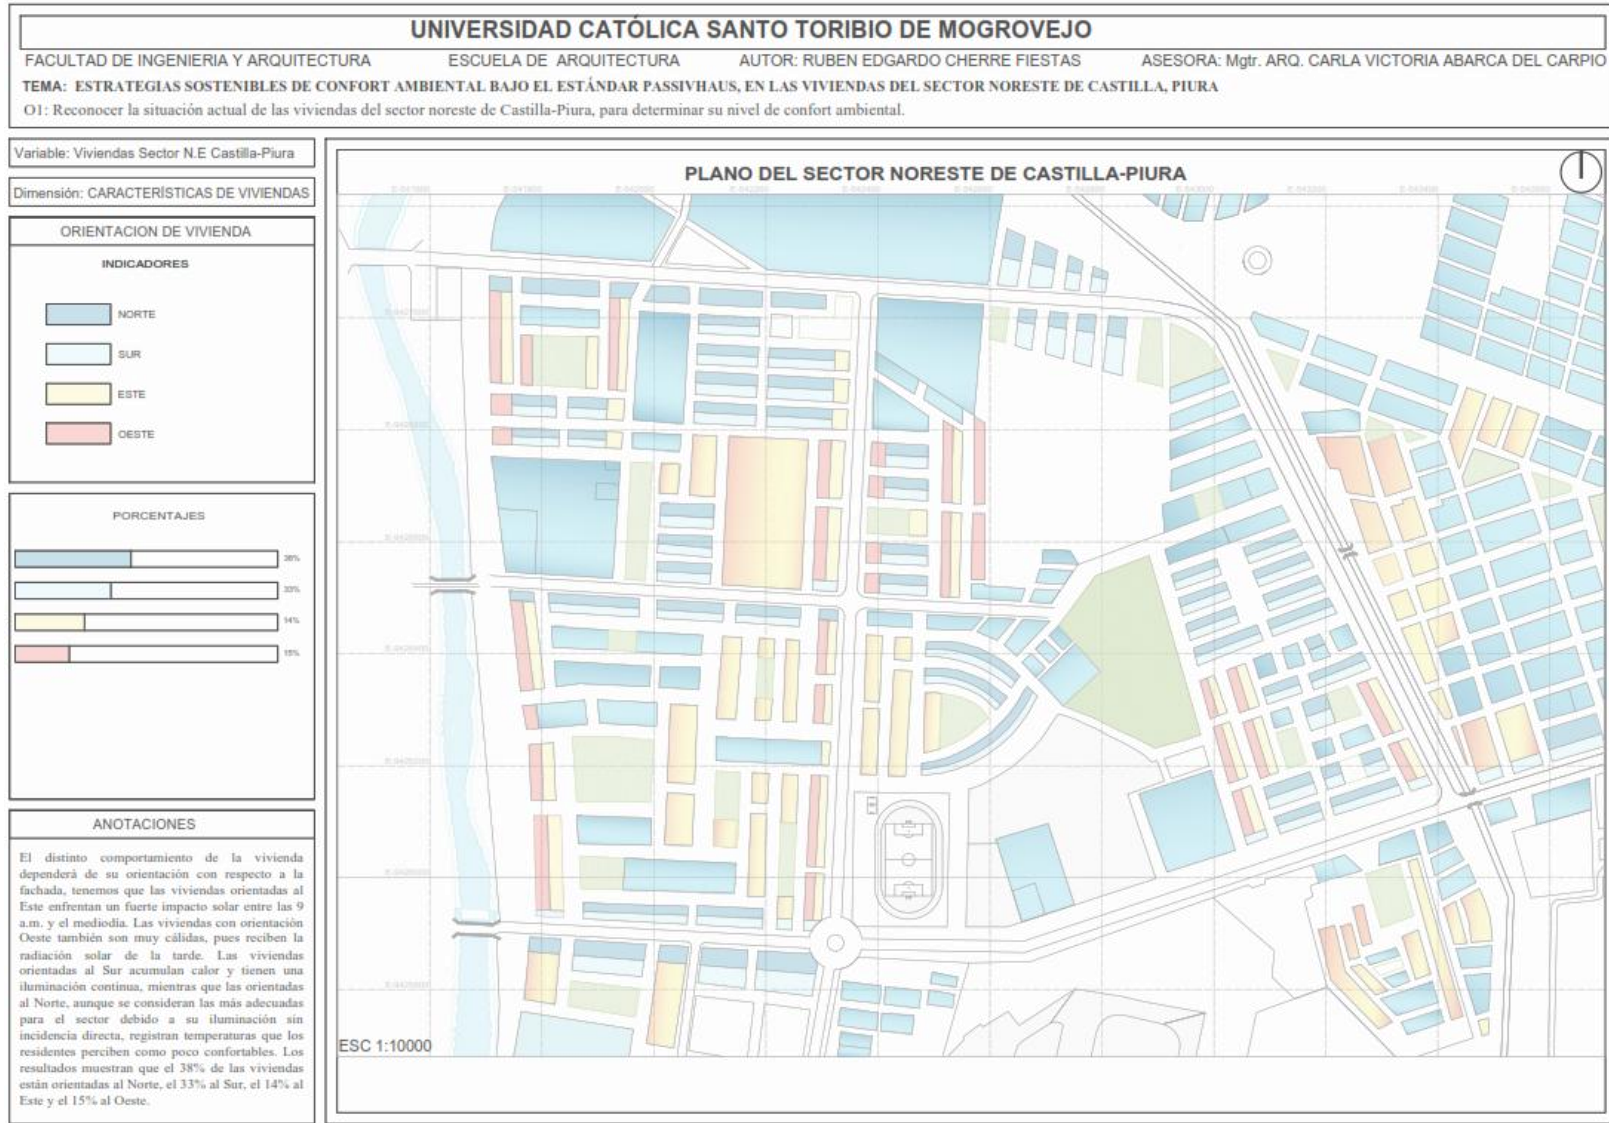 UNIVERSIDAD CATÓLICA SANTO TORIBIO DE MOGROVEJO
FACULTAD DE INGENIERIA Y ARQUITECTURA ESCUELA DE ARQUITECTURA AUTOR: RUBEN EDGARDO CHERRE FIESTAS ASESORA: Mgtr. ARQ. CARLA VICTORIA ABARCA DEL CARPIO
TEMA: ESTRATEGIAS SOSTENIBLES DE CONFORT AMBIENTAL BAJO EL ESTÁNDAR PASSIVHAUS, EN LAS VIVIENDAS DEL SECTOR NORESTE DE CASTILLA, PIURA
O1: Reconocer la situación actual de las viviendas del sector noreste de Castilla-Piura, para determinar su nivel de confort ambiental.
Variable: Viviendas Sector N.E Castilla-Piura
Dimensión: CARACTERÍSTICAS DE VIVIENDAS
ORIENTACION DE VIVIENDA
INDICADORES
NORTE
SUR
ESTE
OESTE
PORCENTAJES
38%
33%
14%
15%
ANOTACIONES
El distinto comportamiento de la vivienda
dependerá de su orientación con respecto a la
fachada, tenemos que las viviendas orientadas al
Este enfrentan un fuerte impacto solar entre las 9
a.m. y el mediodía. Las viviendas con orientación
Oeste también son muy cálidas, pues reciben la
radiación solar de la tarde. Las viviendas
orientadas al Sur acumulan calor y tienen una
iluminación continua, mientras que las orientadas
al Norte, aunque se consideran las más adecuadas
para el sector debido a su iluminación sin
incidencia directa, registran temperaturas que los
residentes perciben como poco confortables. Los
resultados muestran que el 38% de las viviendas
están orientadas al Norte, el 33% al Sur, el 14% al
Este y el 15% al Oeste.
PLANO DEL SECTOR NORESTE DE CASTILLA-PIURA
ESC 1:10000